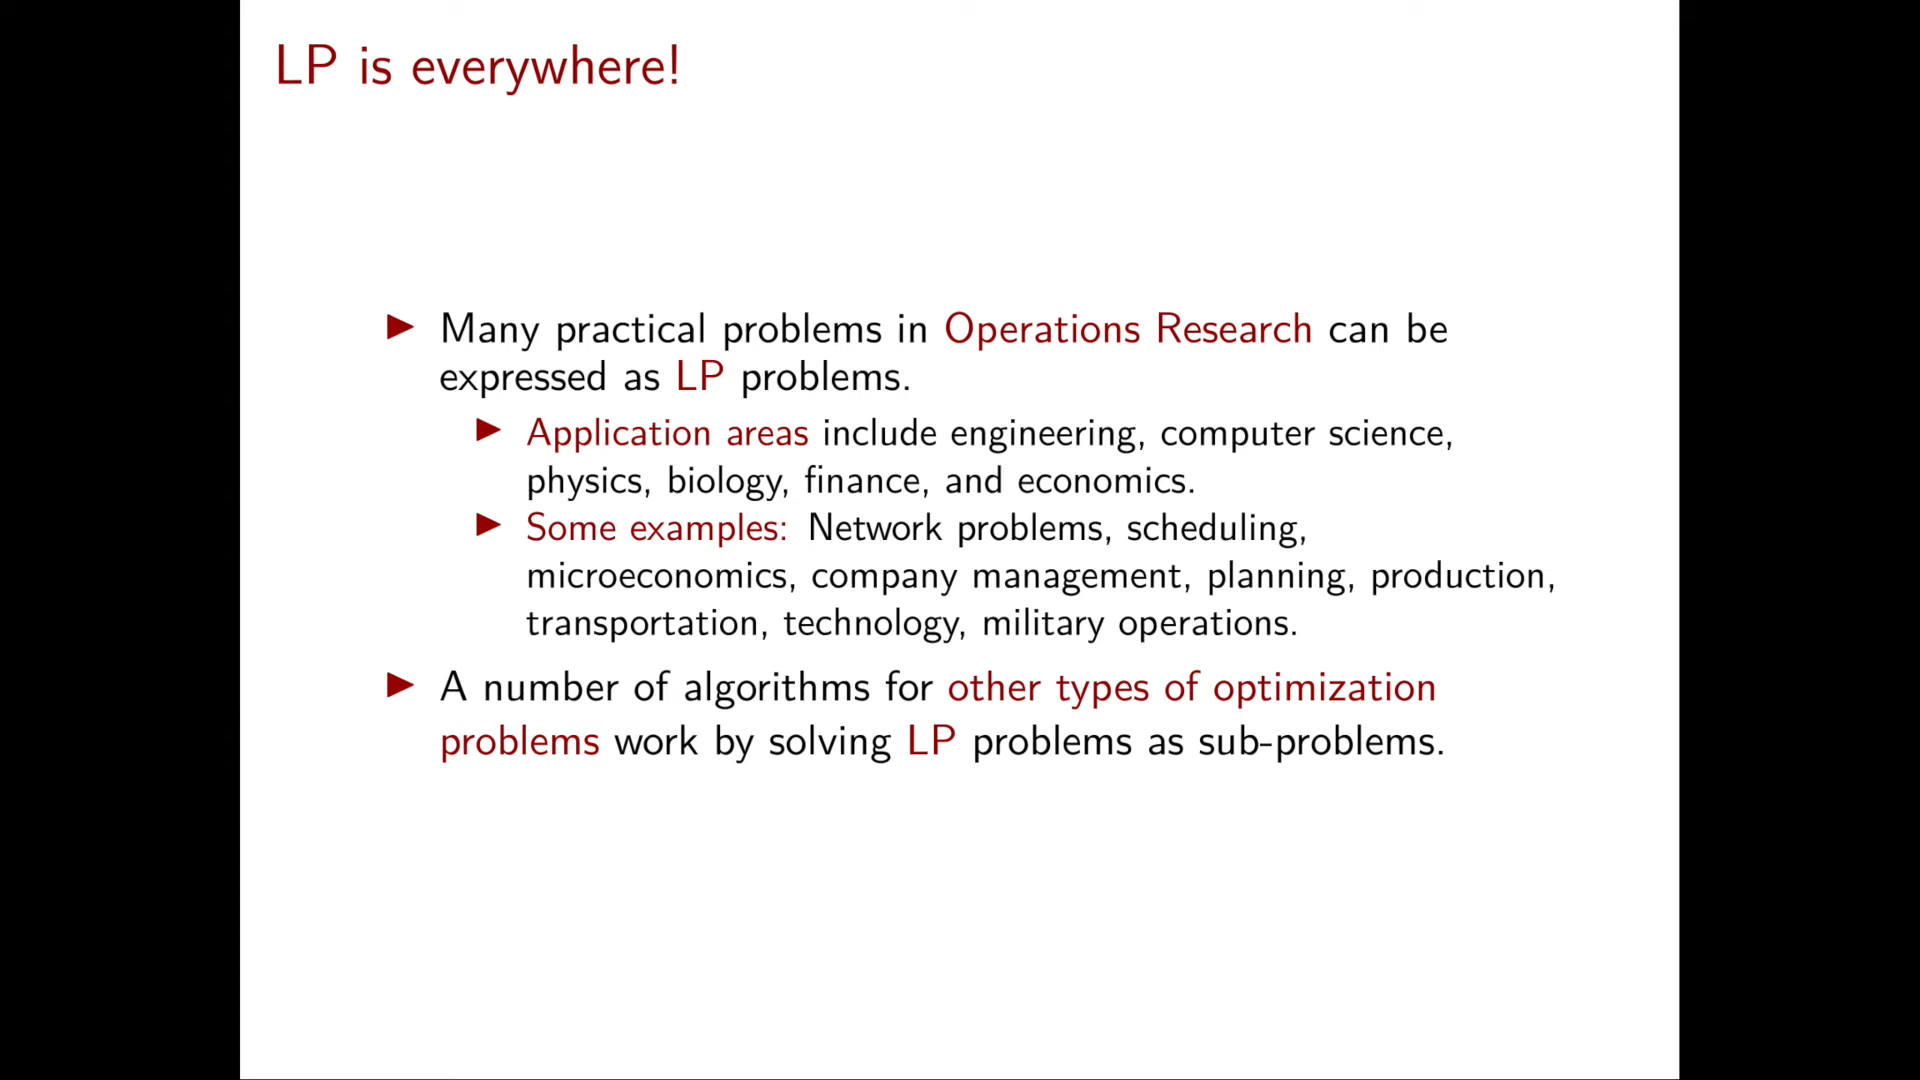 LP is everywhere!
Many practical problems in Operations Research can be
expressed as LP problems.
Application areas include engineering, computer science,
physics, biology, finance, and economics.
Some examples: Network problems, scheduling,
microeconomics, company management, planning, production,
transportation, technology, military operations.
A number of algorithms for other types of optimization
problems work by solving LP problems as sub-problems.